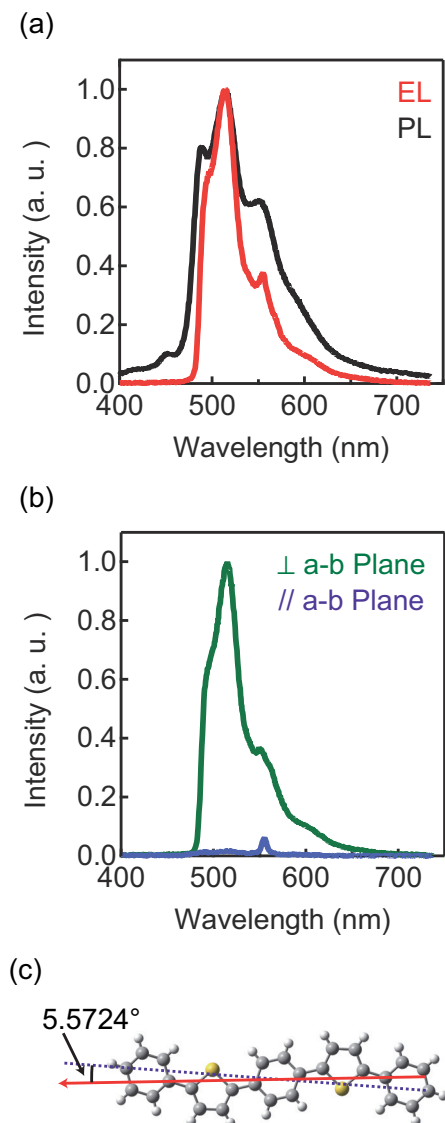 (a)
EL
PL
1.0
0.8
0.6
0.4
0.2
0.0
Intensity (a. u. )
400 500 600 700
Wavelength (nm)
(b)
⊥ a-b Plane
// a-b Plane
1.0
0.8
0.6
0.4
0.2
0.0
Intensity (a. u. )
400 500 600 700
Wavelength (nm)
(c)
5.5724°